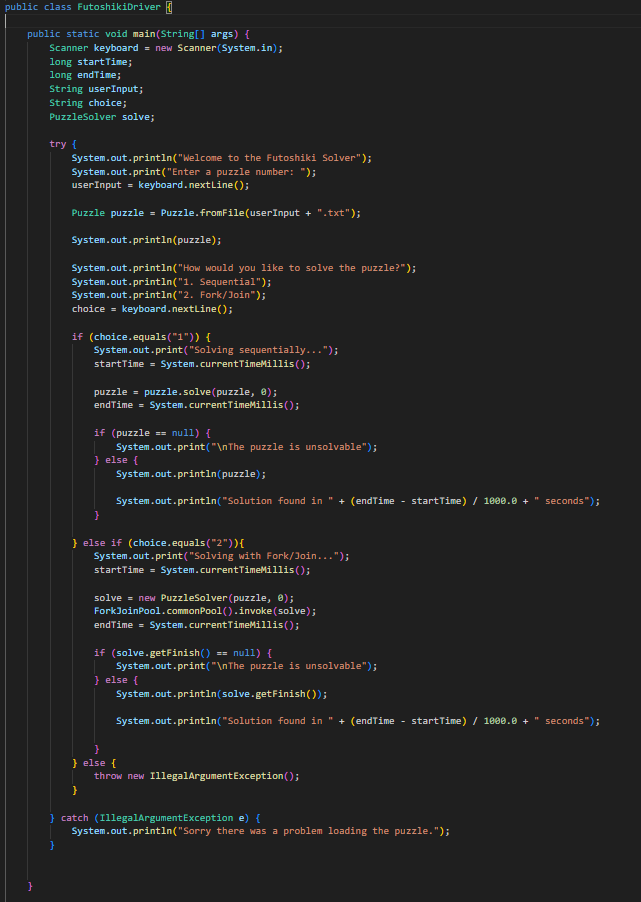 public class FutoshikiDriver {
public static void main(String[] args) {
Scanner keyboard = new Scanner(System.in);
long startTime;
long endTime;
String userInput;
String choice;
PuzzleSolver solve;
try {
System.out.println("Welcome to the Futoshiki Solver");
System.out.print("Enter a puzzle number: ");
userInput = keyboard.nextLine();
Puzzle puzzle = Puzzle.fromFile(userInput + ".txt");
System.out.println(puzzle);
System.out.println("How would you like to solve the puzzle?");
System.out.println("1. Sequential");
System.out.println("2. Fork/Join");
choice = keyboard.nextLine();
if (choice.equals("1")) {
System.out.print("Solving sequentially...");
startTime = System.currentTimeMillis();
puzzle = puzzle.solve(puzzle, 0);
endTime = System.currentTimeMillis();
if (puzzle == null) {
System.out.print("\nThe puzzle is unsolvable");
} else {
System.out.println(puzzle);
System.out.println("Solution found in " + (endTime - startTime) / 1000.0 + " seconds");
}
} else if (choice.equals("2")){
System.out.print("Solving with Fork/Join...");
startTime = System.currentTimeMillis();
solve = new PuzzleSolver(puzzle, 0);
ForkJoinPool.commonPool().invoke(solve);
endTime = System.currentTimeMillis();
if (solve.getFinish() == null) {
System.out.print("\nThe puzzle is unsolvable");
} else {
System.out.println(solve.getFinish());
System.out.println("Solution found in " + (endTime - startTime) / 1000.0 + " seconds");
}
} else {
throw new IllegalArgumentException();
}
} catch (IllegalArgumentException e) {
System.out.println("Sorry there was a problem loading the puzzle.");
}
}